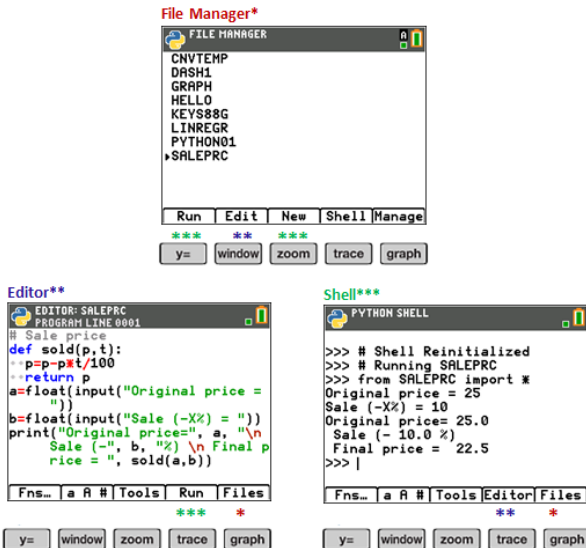 File Manager*
FILE MANAGER
A
CNVTEMP
DASH1
GRAPH
HELLO
KEYS88G
LINREGR
PYTHON01
▸SALEPRC
Run Edit New Shell Manage
*** ** ***
y= window zoom trace graph
Editor**
EDITOR: SALEPRC
PROGRAM LINE 0001
# Sale price
def sold(p,t):
··p=p-p*t/100
··return p
a=float(input("Original price =
"))
b=float(input("Sale (-X%) = "))
print("Original price=", a, "\n
Sale (-", b, "%) \n Final p
rice = ", sold(a,b))
Fns… a A # Tools Run Files
*** *
y= window zoom trace graph
Shell***
PYTHON SHELL
>>> # Shell Reinitialized
>>> # Running SALEPRC
>>> from SALEPRC import *
Original price = 25
Sale (-X%) = 10
Original price= 25.0
Sale (- 10.0 %)
Final price = 22.5
>>> |
Fns… a A # Tools Editor Files
** *
y= window zoom trace graph